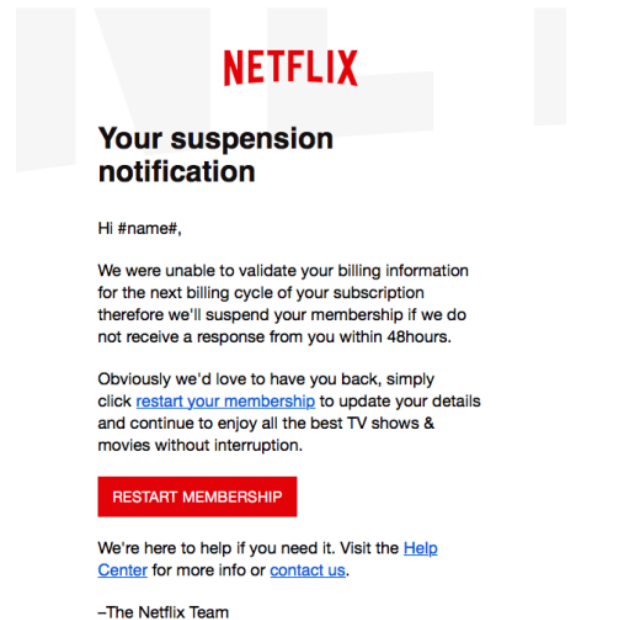 NETFLIX
Your suspension
notification
Hi #name#,
We were unable to validate your billing information
for the next billing cycle of your subscription
therefore we'll suspend your membership if we do
not receive a response from you within 48hours.
Obviously we'd love to have you back, simply
click restart your membership to update your details
and continue to enjoy all the best TV shows &
movies without interruption.
RESTART MEMBERSHIP
We're here to help if you need it. Visit the Help
Center for more info or contact us.
–The Netflix Team